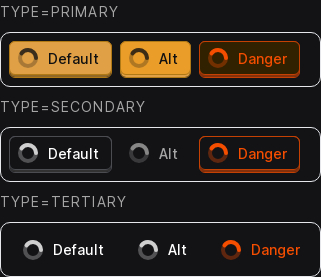 TYPE=PRIMARY
Default Alt Danger
TYPE=SECONDARY
Default Alt Danger
TYPE=TERTIARY
Default Alt Danger